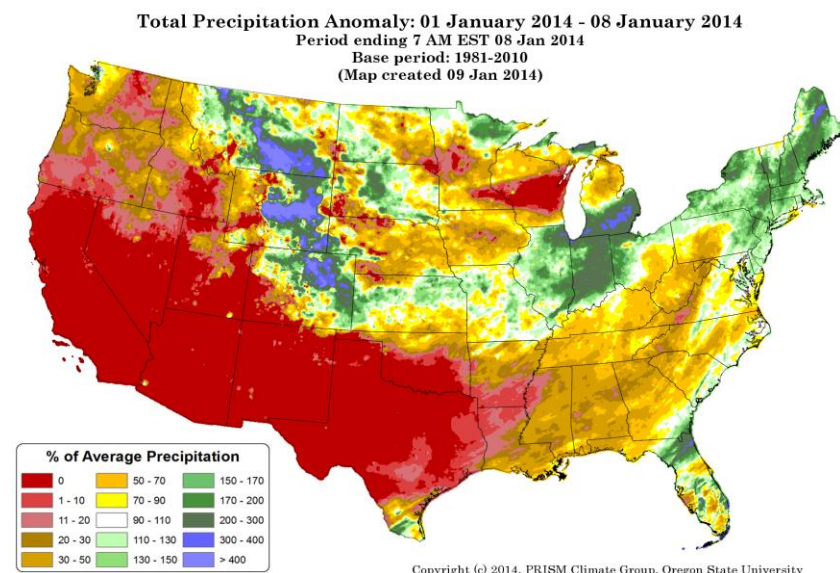 Total Precipitation Anomaly: 01 January 2014 - 08 January 2014
Period ending 7 AM EST 08 Jan 2014
Base period: 1981-2010
(Map created 09 Jan 2014)
% of Average Precipitation
0 50 - 70 150 - 170
1 - 10 70 - 90 170 - 200
11 - 20 90 - 110 200 - 300
20 - 30 110 - 130 300 - 400
30 - 50 130 - 150 > 400
Copyright (c) 2014, PRISM Climate Group, Oregon State University